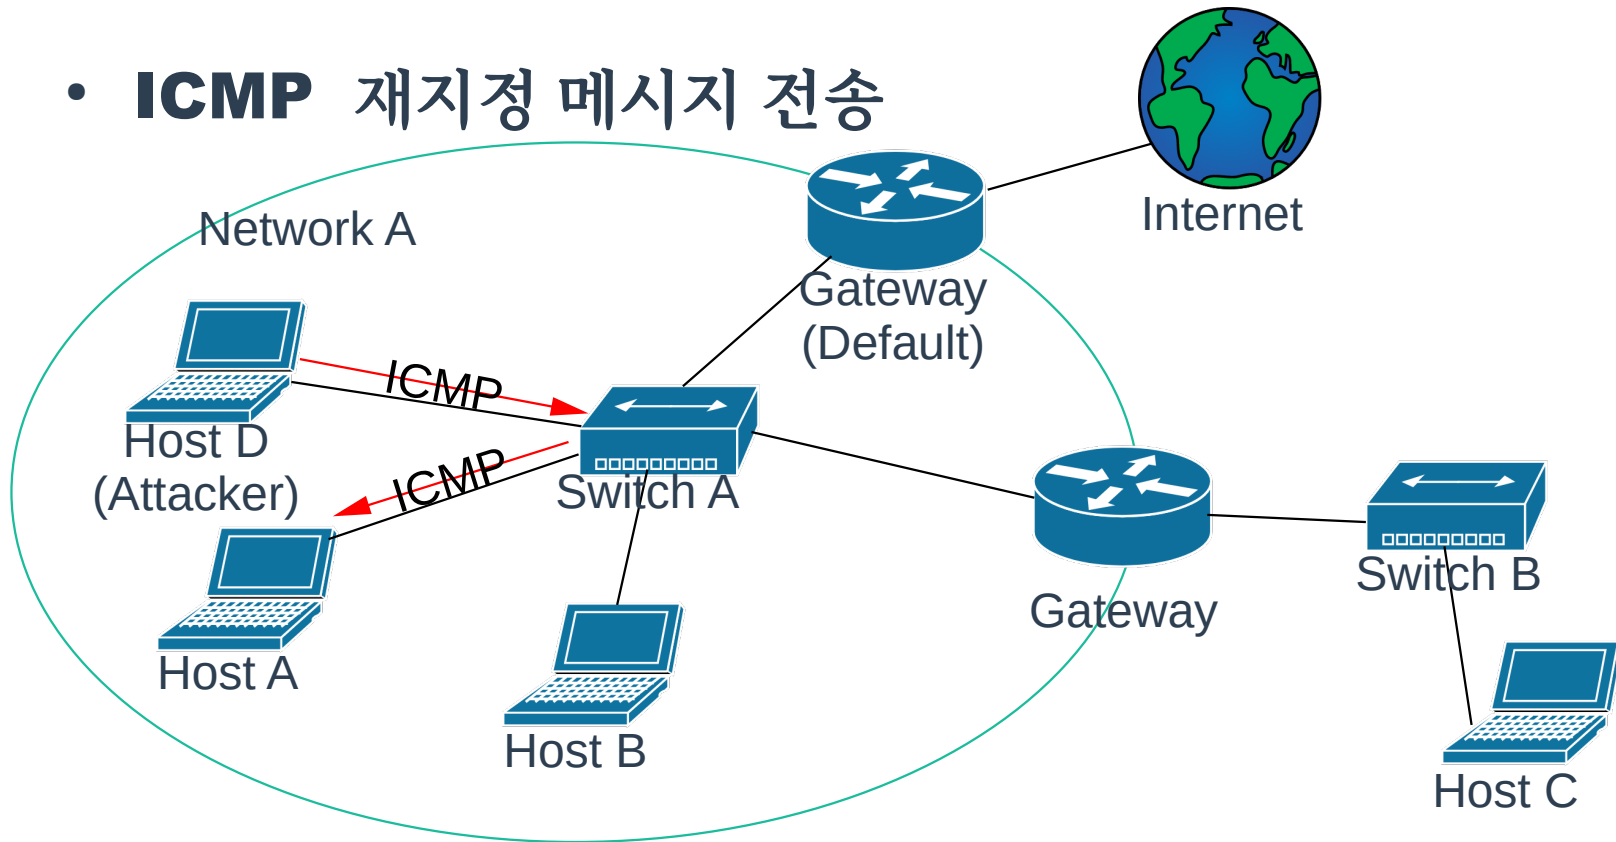 • ICMP 재지정 메시지 전송
Internet
Network A
Gateway
(Default)
ICMP
Host D
(Attacker)
ICMP
Switch A
Switch B
Gateway
Host A
Host B
Host C